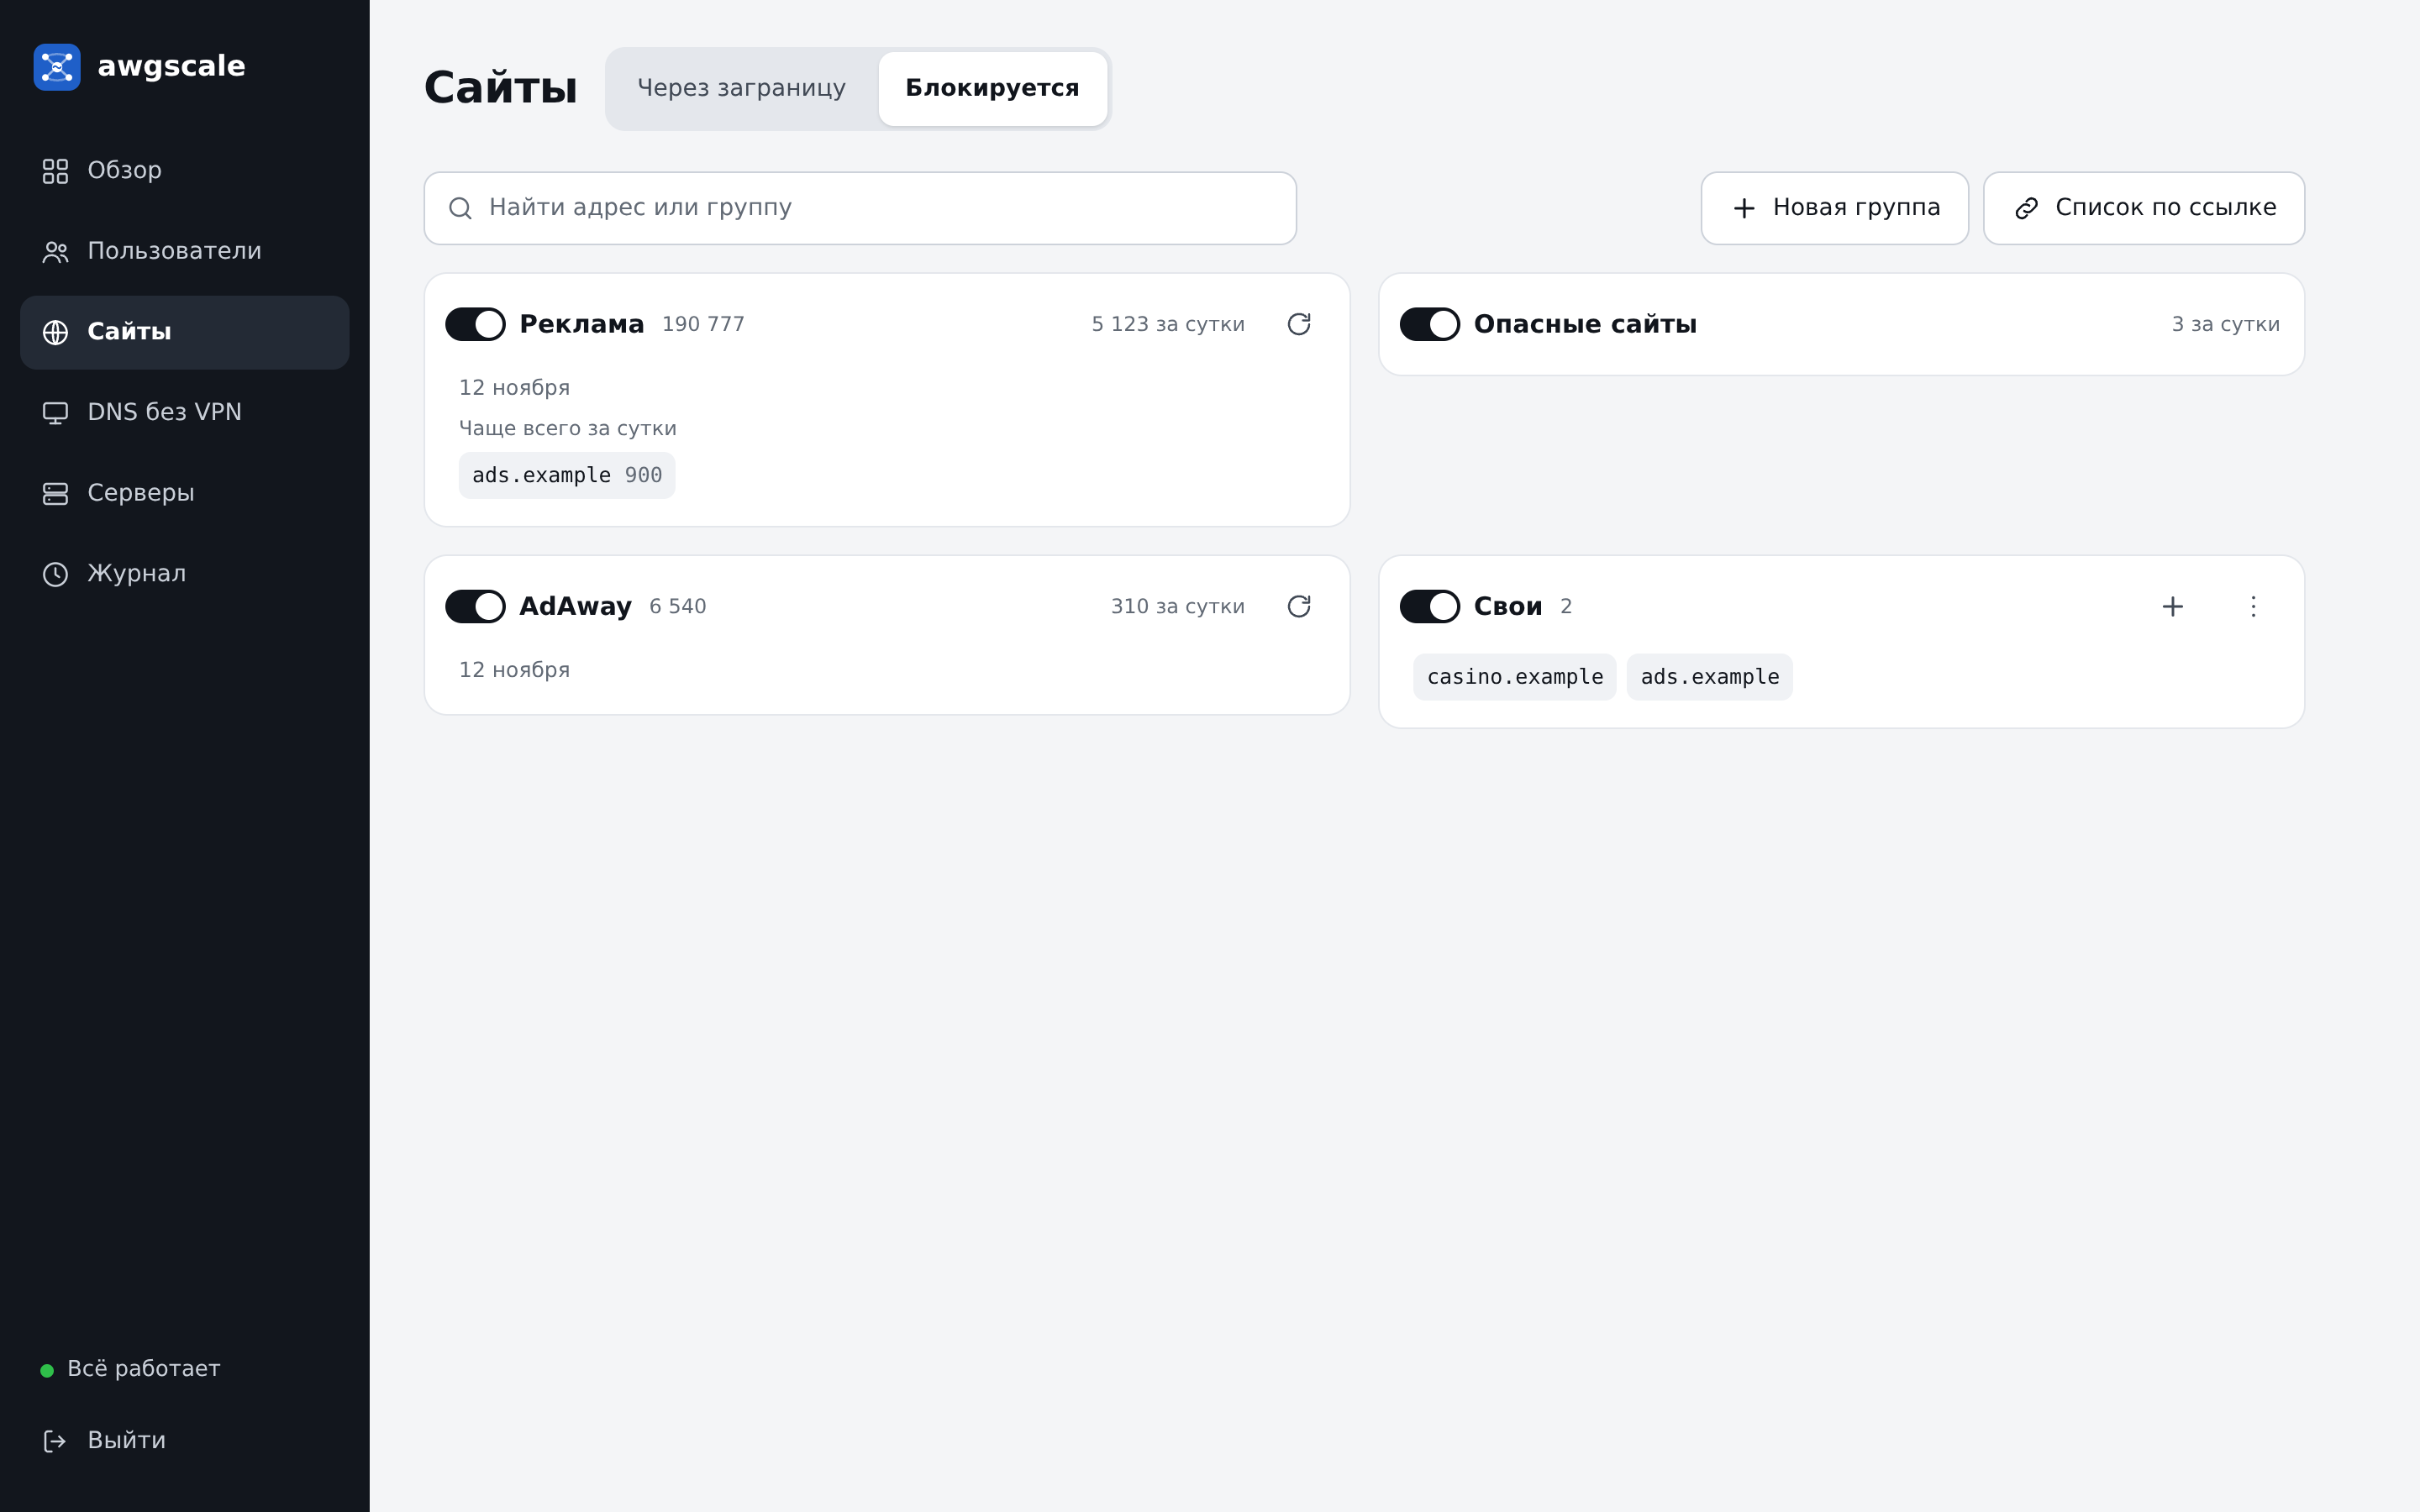 awgscale
Обзор
Пользователи
Сайты
DNS без VPN
Серверы
Журнал
Всё работает
Выйти
Сайты
Через заграницу
Блокируется
Найти адрес или группу
Новая группа
Список по ссылке
Реклама 190 777 5 123 за сутки
12 ноября
Чаще всего за сутки
ads.example 900
Опасные сайты 3 за сутки
AdAway 6 540 310 за сутки
12 ноября
Свои 2
casino.example ads.example